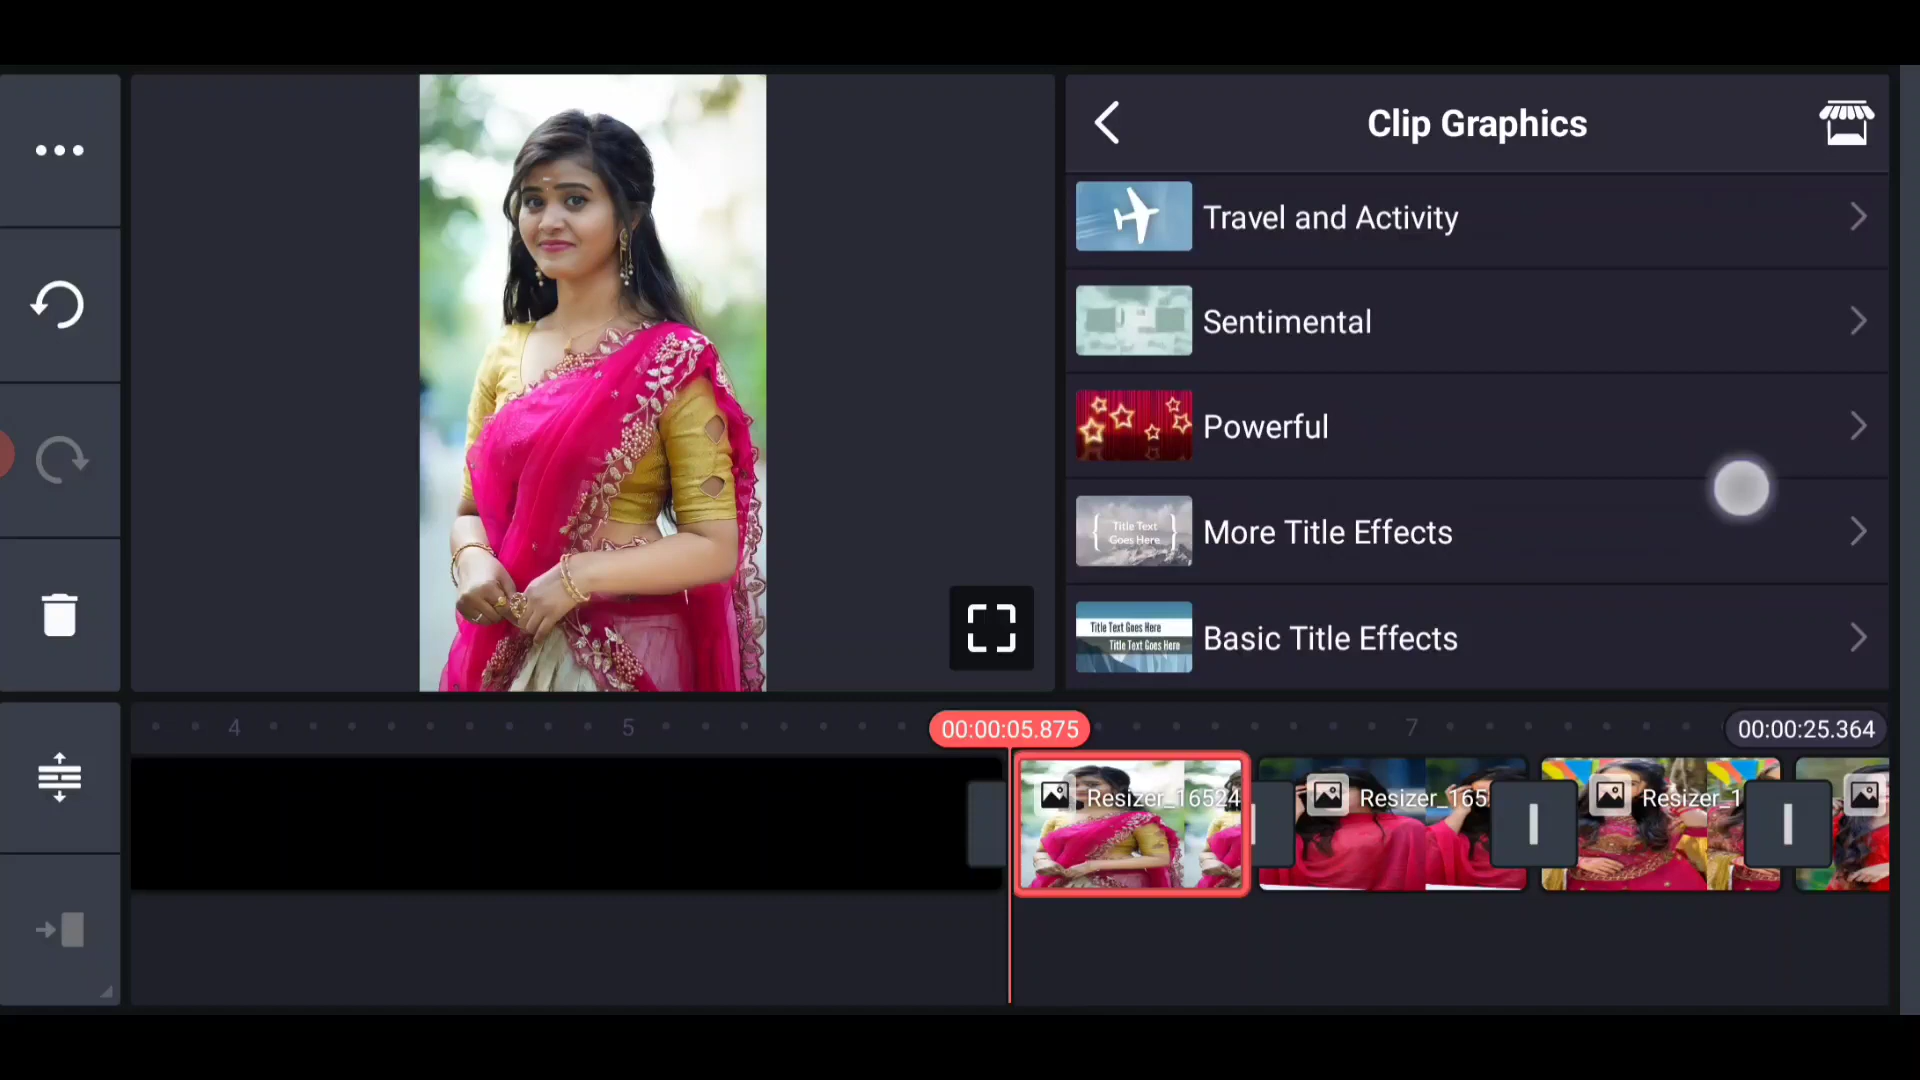 Clip Graphics
Travel and Activity
Sentimental
Powerful
Title Text
Goes Here
More Title Effects
Title Text Goes Here
Title Text Goes Here
Basic Title Effects
4
5
00:00:05.875
7
00:00:25.364
Resizer_16524
Resizer_165
Resizer_1